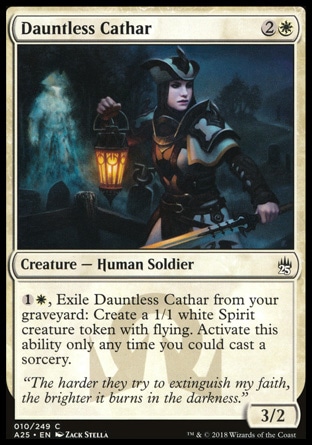 Dauntless Cathar 2
Creature — Human Soldier
25
1, Exile Dauntless Cathar from your
graveyard: Create a 1/1 white Spirit
creature token with flying. Activate this
ability only any time you could cast a
sorcery.
"The harder they try to extinguish my faith,
the brighter it burns in the darkness."
3/2
010/249 C
A25 • EN Zack Stella
™ & © 2018 Wizards of the Coast